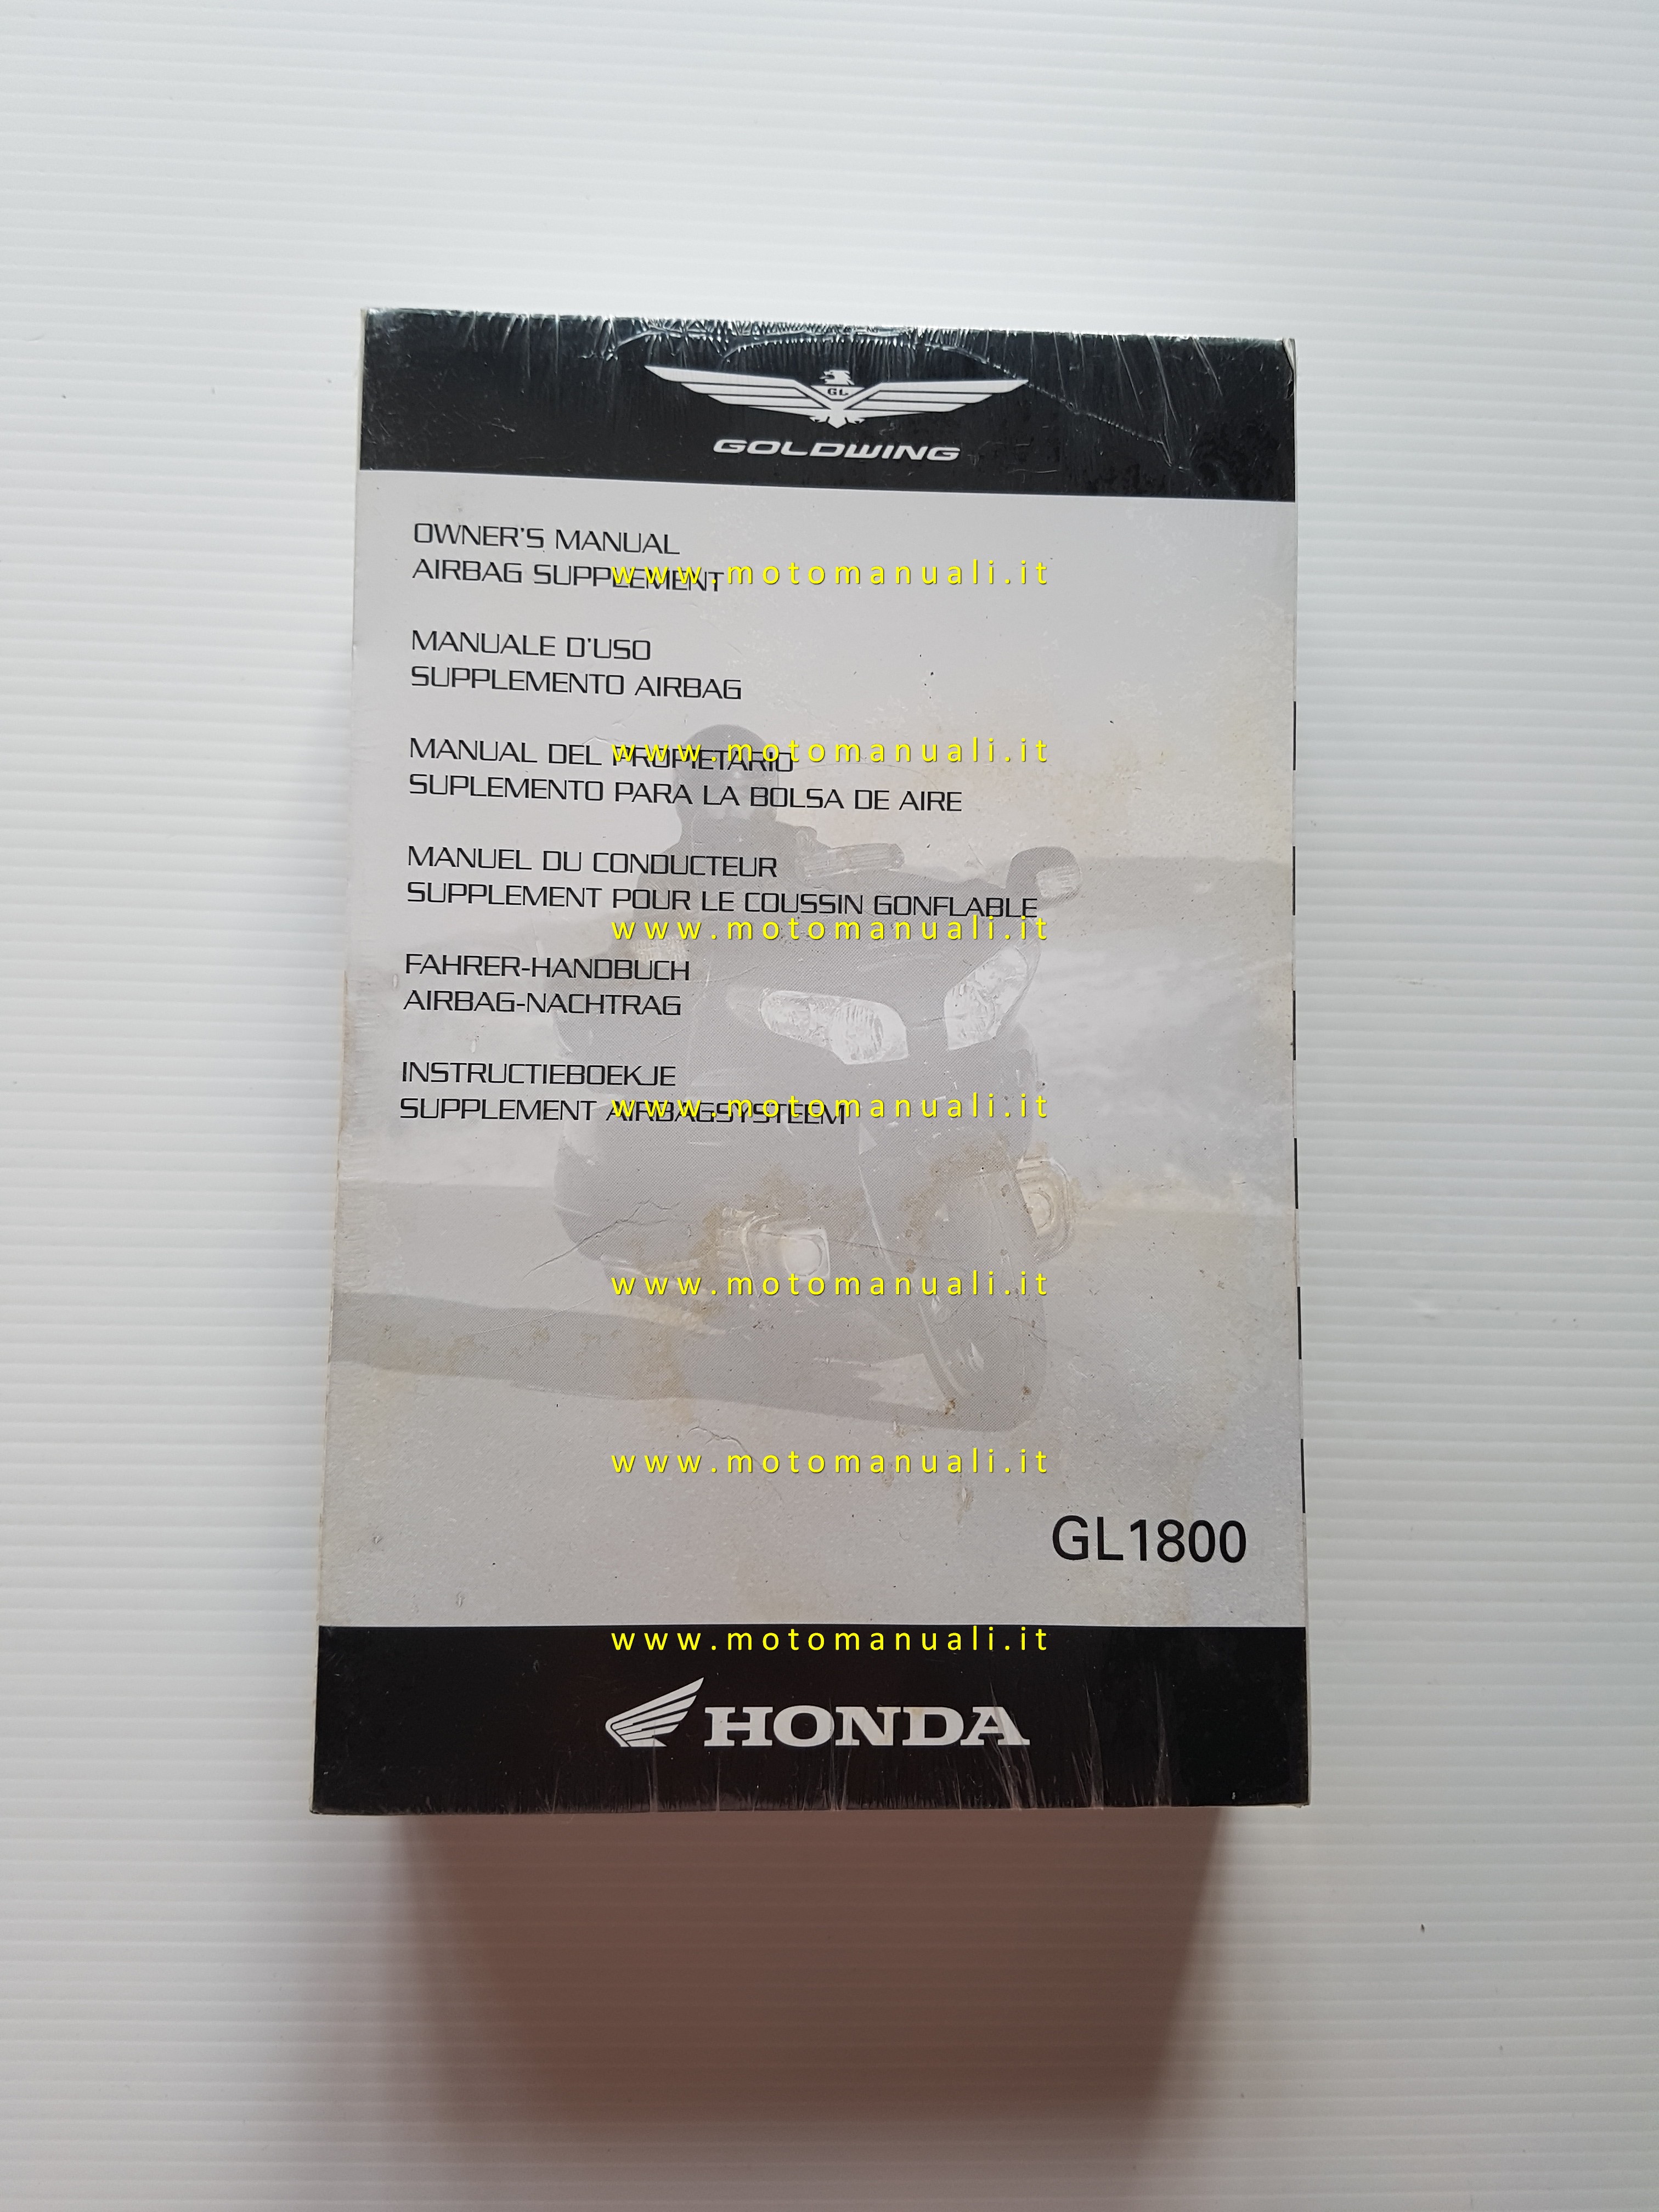 GL
GOLDWING
OWNER'S MANUAL
AIRBAG SUPPLEMENT
www.motomanuali.it
MANUALE D'USO
SUPPLEMENTO AIRBAG
MANUAL DEL PROPIETARIO
www.motomanuali.it
SUPLEMENTO PARA LA BOLSA DE AIRE
MANUEL DU CONDUCTEUR
SUPPLEMENT POUR LE COUSSIN GONFLABLE
www.motomanuali.it
FAHRER-HANDBUCH
AIRBAG-NACHTRAG
INSTRUCTIEBOEKJE
SUPPLEMENT AIRBAGSYSTEEM
www.motomanuali.it
www.motomanuali.it
www.motomanuali.it
GL1800
www.motomanuali.it
HONDA